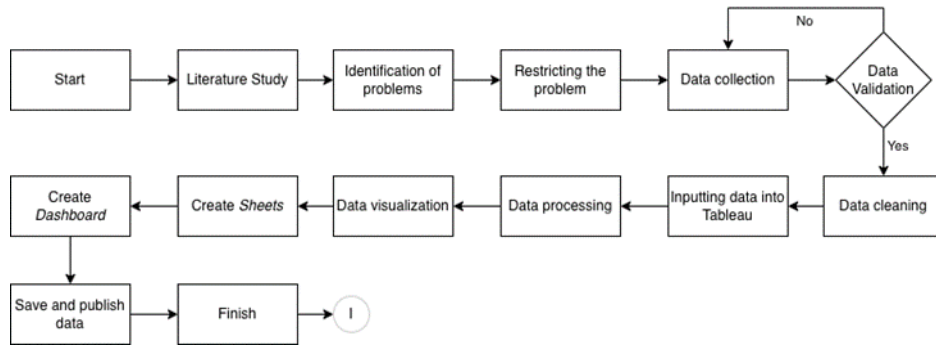 No
Start
Literature Study
Identification of
problems
Restricting the
problem
Data collection
Data
Validation
Yes
Create
Dashboard
Create Sheets
Data visualization
Data processing
Inputting data into
Tableau
Data cleaning
Save and publish
data
Finish
I